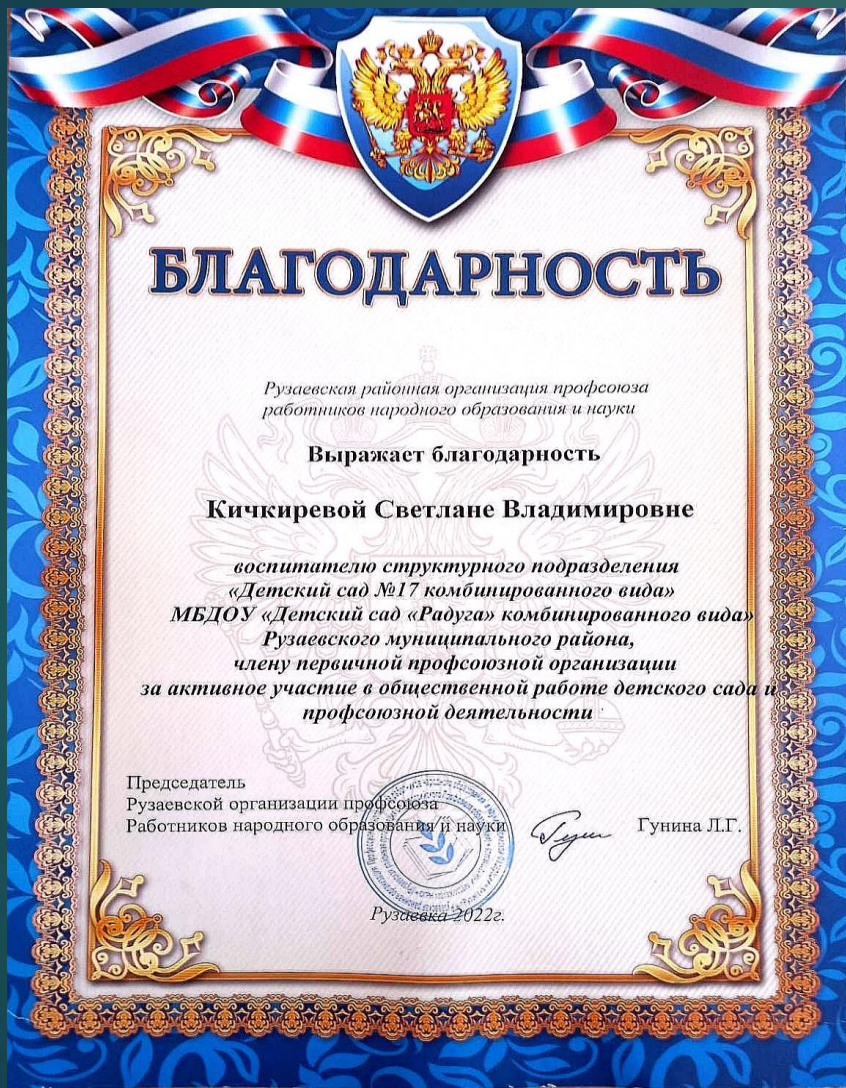 БЛАГОДАРНОСТЬ
Рузаевская районная организация профсоюза
работников народного образования и науки
Выражает благодарность
Кичкиревой Светлане Владимировне
воспитателю структурного подразделения
«Детский сад №17 комбинированного вида»
МБДОУ «Детский сад «Радуга» комбинированного вида»
Рузаевского муниципального района,
члену первичной профсоюзной организации
за активное участие в общественной работе детского сада и
профсоюзной деятельности
Председатель
Рузаевской организации профсоюза
Работников народного образования и науки
Гунина Л.Г.
Рузаевка 2022г.